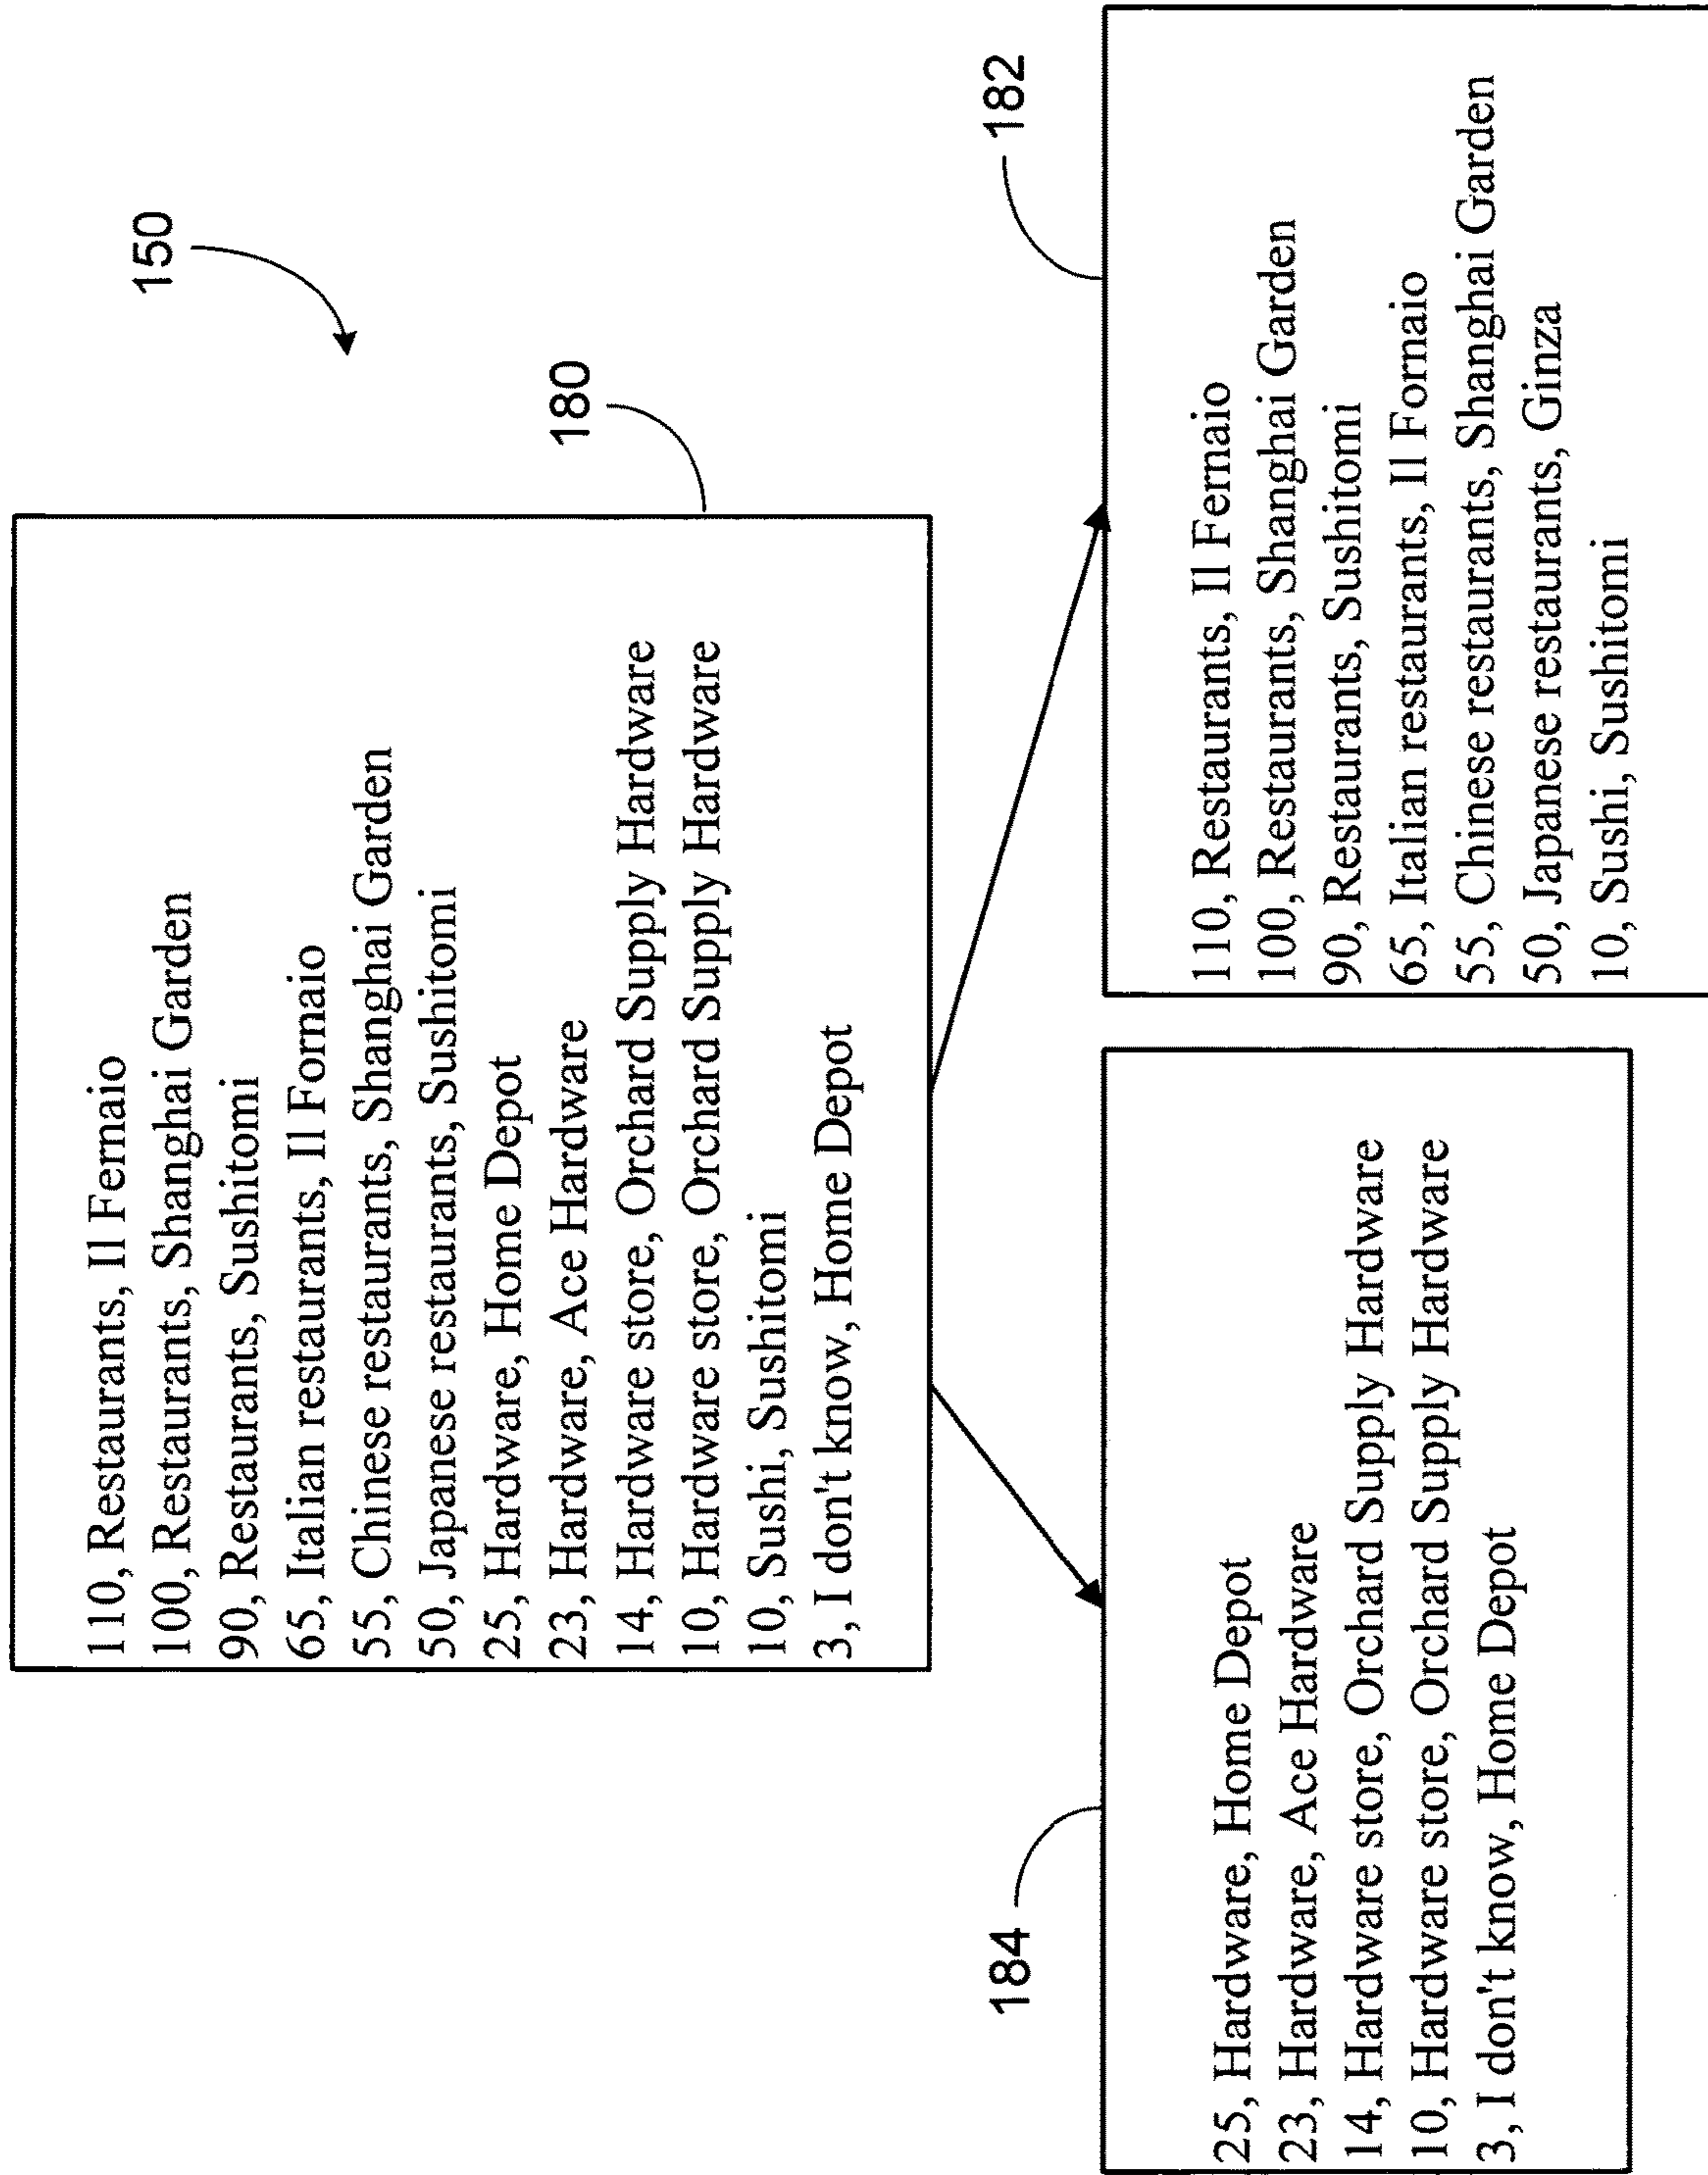 150
180
110, Restaurants, Il Fernaio
100, Restaurants, Shanghai Garden
90, Restaurants, Sushitomi
65, Italian restaurants, Il Fornaio
55, Chinese restaurants, Shanghai Garden
50, Japanese restaurants, Sushitomi
25, Hardware, Home Depot
23, Hardware, Ace Hardware
14, Hardware store, Orchard Supply Hardware
10, Hardware store, Orchard Supply Hardware
10, Sushi, Sushitomi
3, I don't know, Home Depot
184
25, Hardware, Home Depot
23, Hardware, Ace Hardware
14, Hardware store, Orchard Supply Hardware
10, Hardware store, Orchard Supply Hardware
3, I don't know, Home Depot
182
110, Restaurants, Il Fernaio
100, Restaurants, Shanghai Garden
90, Restaurants, Sushitomi
65, Italian restaurants, Il Fornaio
55, Chinese restaurants, Shanghai Garden
50, Japanese restaurants, Ginza
10, Sushi, Sushitomi